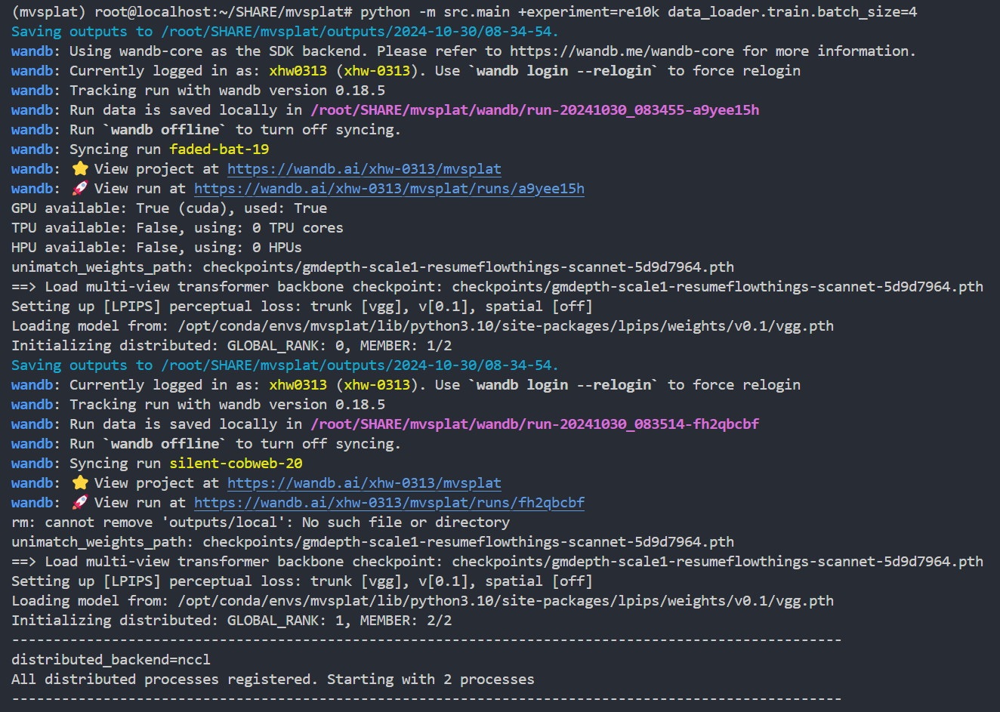 (mvsplat) root@localhost:~/SHARE/mvsplat# python -m src.main +experiment=re10k data_loader.train.batch_size=4
Saving outputs to /root/SHARE/mvsplat/outputs/2024-10-30/08-34-54.
wandb: Using wandb-core as the SDK backend. Please refer to https://wandb.me/wandb-core for more information.
wandb: Currently logged in as: xhw0313 (xhw-0313). Use `wandb login --relogin` to force relogin
wandb: Tracking run with wandb version 0.18.5
wandb: Run data is saved locally in /root/SHARE/mvsplat/wandb/run-20241030_083455-a9yee15h
wandb: Run `wandb offline` to turn off syncing.
wandb: Syncing run faded-bat-19
wandb: ⭐ View project at https://wandb.ai/xhw-0313/mvsplat
wandb: 🚀 View run at https://wandb.ai/xhw-0313/mvsplat/runs/a9yee15h
GPU available: True (cuda), used: True
TPU available: False, using: 0 TPU cores
HPU available: False, using: 0 HPUs
unimatch_weights_path: checkpoints/gmdepth-scale1-resumeflowthings-scannet-5d9d7964.pth
==> Load multi-view transformer backbone checkpoint: checkpoints/gmdepth-scale1-resumeflowthings-scannet-5d9d7964.pth
Setting up [LPIPS] perceptual loss: trunk [vgg], v[0.1], spatial [off]
Loading model from: /opt/conda/envs/mvsplat/lib/python3.10/site-packages/lpips/weights/v0.1/vgg.pth
Initializing distributed: GLOBAL_RANK: 0, MEMBER: 1/2
Saving outputs to /root/SHARE/mvsplat/outputs/2024-10-30/08-34-54.
wandb: Currently logged in as: xhw0313 (xhw-0313). Use `wandb login --relogin` to force relogin
wandb: Tracking run with wandb version 0.18.5
wandb: Run data is saved locally in /root/SHARE/mvsplat/wandb/run-20241030_083514-fh2qbcbf
wandb: Run `wandb offline` to turn off syncing.
wandb: Syncing run silent-cobweb-20
wandb: ⭐ View project at https://wandb.ai/xhw-0313/mvsplat
wandb: 🚀 View run at https://wandb.ai/xhw-0313/mvsplat/runs/fh2qbcbf
rm: cannot remove 'outputs/local': No such file or directory
unimatch_weights_path: checkpoints/gmdepth-scale1-resumeflowthings-scannet-5d9d7964.pth
==> Load multi-view transformer backbone checkpoint: checkpoints/gmdepth-scale1-resumeflowthings-scannet-5d9d7964.pth
Setting up [LPIPS] perceptual loss: trunk [vgg], v[0.1], spatial [off]
Loading model from: /opt/conda/envs/mvsplat/lib/python3.10/site-packages/lpips/weights/v0.1/vgg.pth
Initializing distributed: GLOBAL_RANK: 1, MEMBER: 2/2
----------------------------------------------------------------------------------------------------
distributed_backend=nccl
All distributed processes registered. Starting with 2 processes
----------------------------------------------------------------------------------------------------